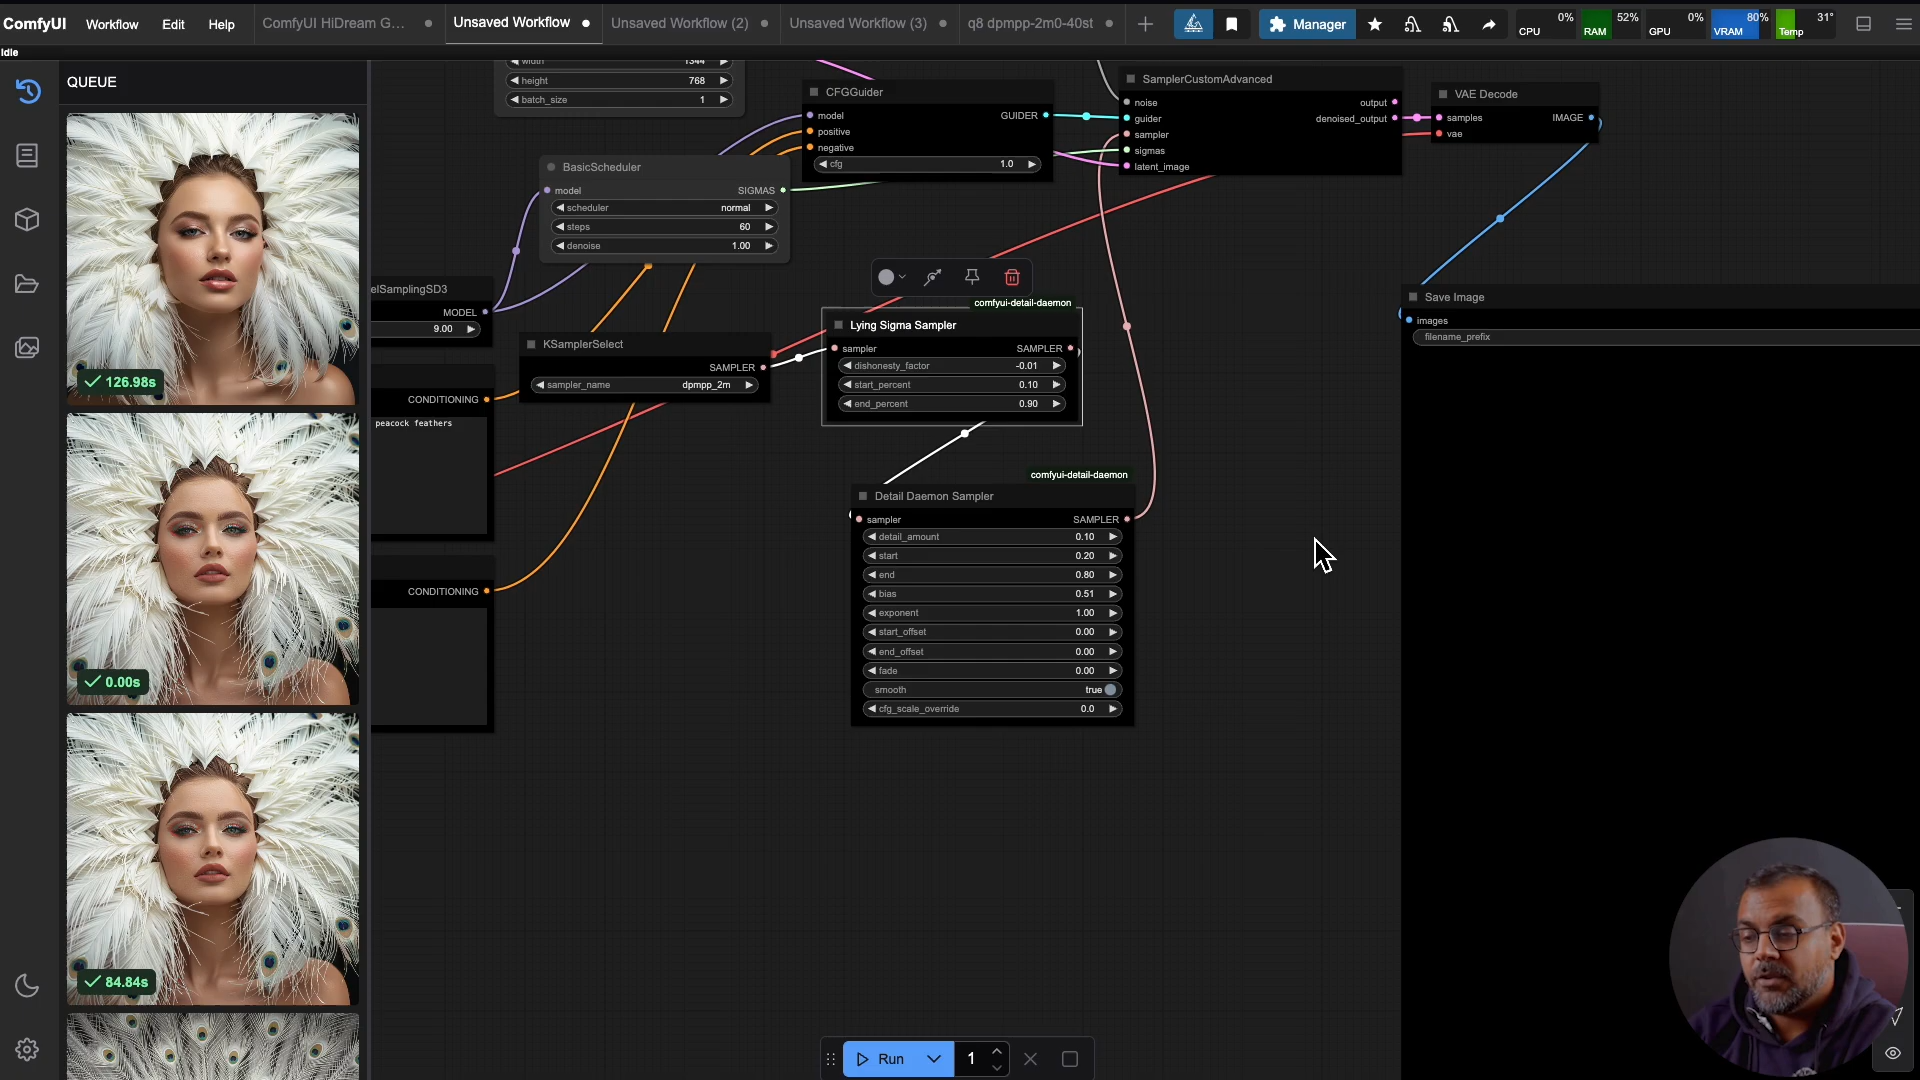 ComfyUI Workflow Edit Help ComfyUI HiDream G... Unsaved Workflow Unsaved Workflow (2) Unsaved Workflow (3) q8 dpmpp-2m0-40st Manager CPU 0% RAM 52% GPU 0% VRAM 80% Temp 31°
Idle
QUEUE
126.98s
0.00s
84.84s
width 1344
height 768
batch_size 1
CFGGuider
model GUIDER
positive
negative
cfg 1.0
SamplerCustomAdvanced
noise output
guider denoised_output
sampler
sigmas
latent_image
VAE Decode
samples IMAGE
vae
BasicScheduler
model SIGMAS
scheduler normal
steps 60
denoise 1.00
elSamplingSD3
MODEL
9.00
KSamplerSelect
SAMPLER
sampler_name dpmpp_2m
comfyui-detail-daemon
Lying Sigma Sampler
sampler SAMPLER
dishonesty_factor -0.01
start_percent 0.10
end_percent 0.90
Save Image
images
filename_prefix
CONDITIONING
peacock feathers
CONDITIONING
comfyui-detail-daemon
Detail Daemon Sampler
sampler SAMPLER
detail_amount 0.10
start 0.20
end 0.80
bias 0.51
exponent 1.00
start_offset 0.00
end_offset 0.00
fade 0.00
smooth true
cfg_scale_override 0.0
Run 1